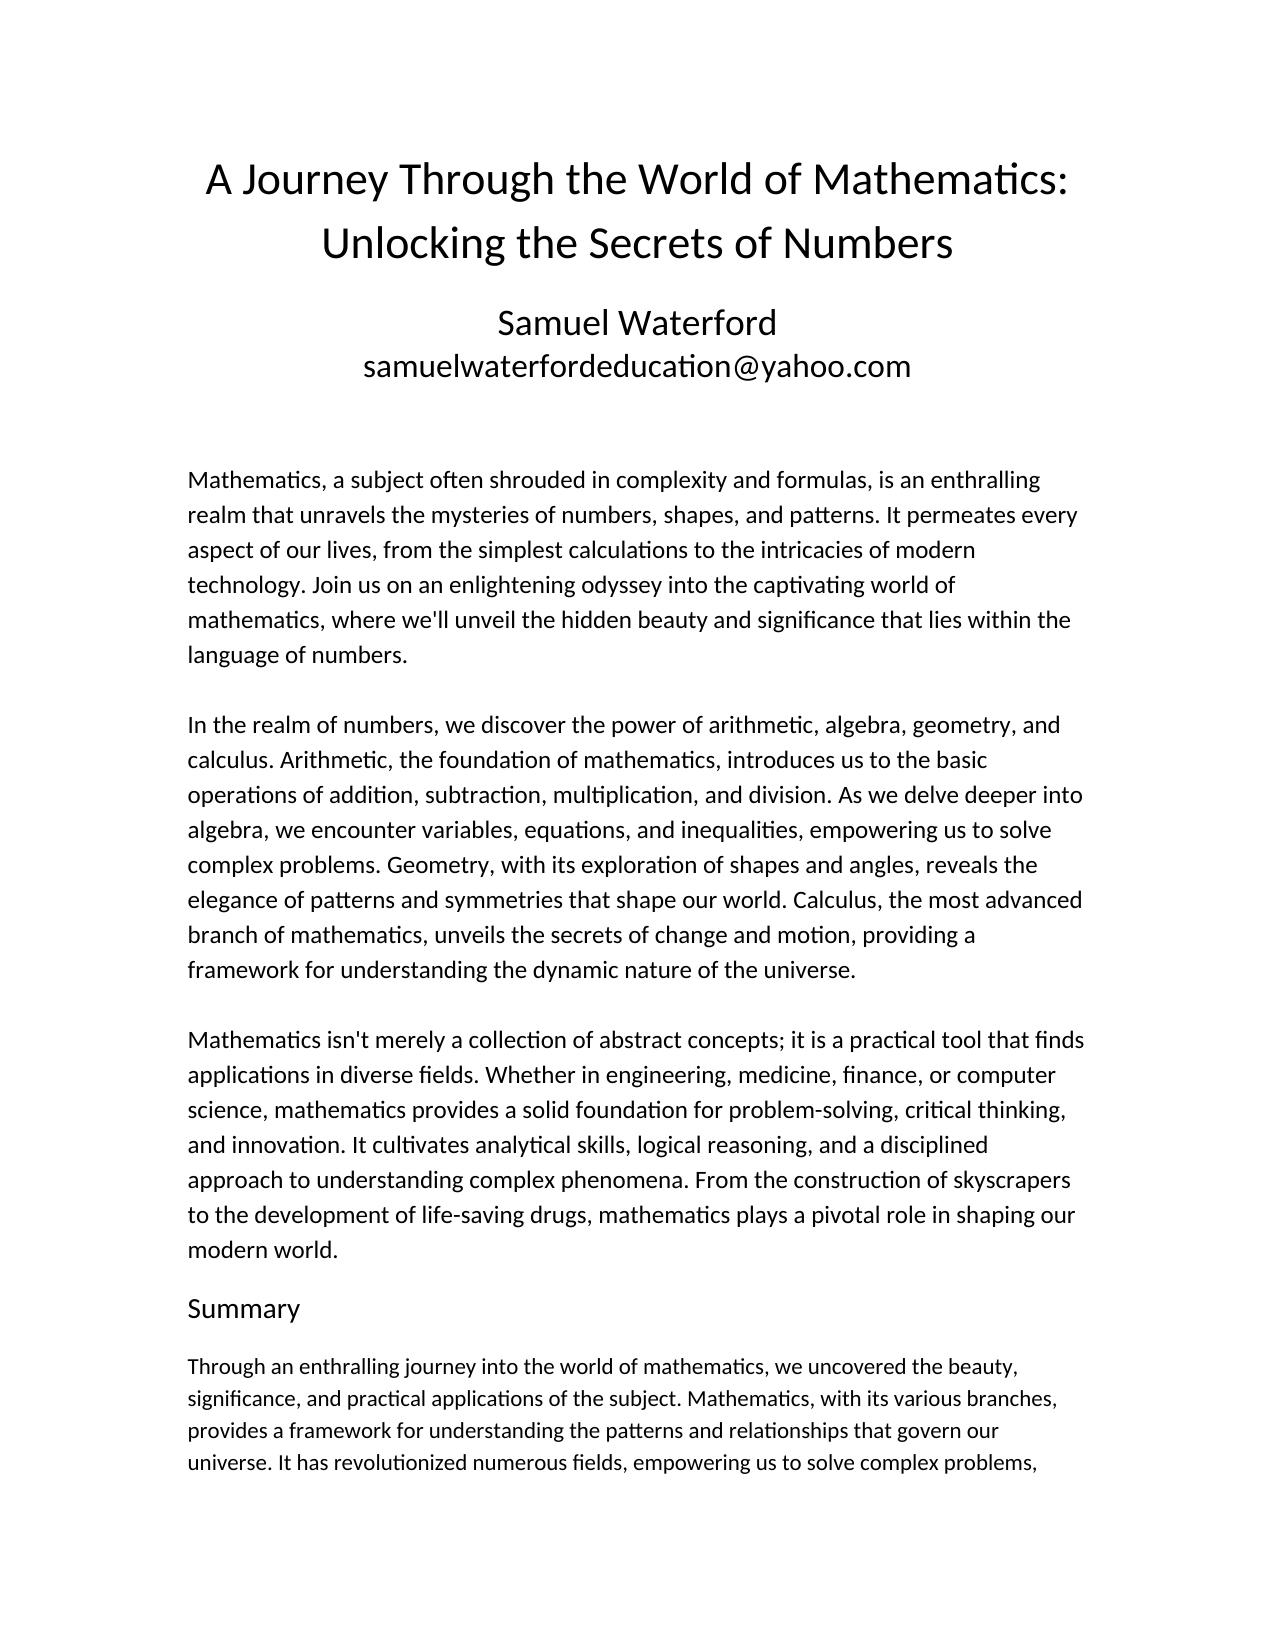 A Journey Through the World of Mathematics:
Unlocking the Secrets of Numbers
Samuel Waterford
samuelwaterfordeducation@yahoo.com
Mathematics, a subject often shrouded in complexity and formulas, is an enthralling
realm that unravels the mysteries of numbers, shapes, and patterns. It permeates every
aspect of our lives, from the simplest calculations to the intricacies of modern
technology. Join us on an enlightening odyssey into the captivating world of
mathematics, where we'll unveil the hidden beauty and significance that lies within the
language of numbers.
In the realm of numbers, we discover the power of arithmetic, algebra, geometry, and
calculus. Arithmetic, the foundation of mathematics, introduces us to the basic
operations of addition, subtraction, multiplication, and division. As we delve deeper into
algebra, we encounter variables, equations, and inequalities, empowering us to solve
complex problems. Geometry, with its exploration of shapes and angles, reveals the
elegance of patterns and symmetries that shape our world. Calculus, the most advanced
branch of mathematics, unveils the secrets of change and motion, providing a
framework for understanding the dynamic nature of the universe.
Mathematics isn't merely a collection of abstract concepts; it is a practical tool that finds
applications in diverse fields. Whether in engineering, medicine, finance, or computer
science, mathematics provides a solid foundation for problem-solving, critical thinking,
and innovation. It cultivates analytical skills, logical reasoning, and a disciplined
approach to understanding complex phenomena. From the construction of skyscrapers
to the development of life-saving drugs, mathematics plays a pivotal role in shaping our
modern world.
Summary
Through an enthralling journey into the world of mathematics, we uncovered the beauty,
significance, and practical applications of the subject. Mathematics, with its various branches,
provides a framework for understanding the patterns and relationships that govern our
universe. It has revolutionized numerous fields, empowering us to solve complex problems,